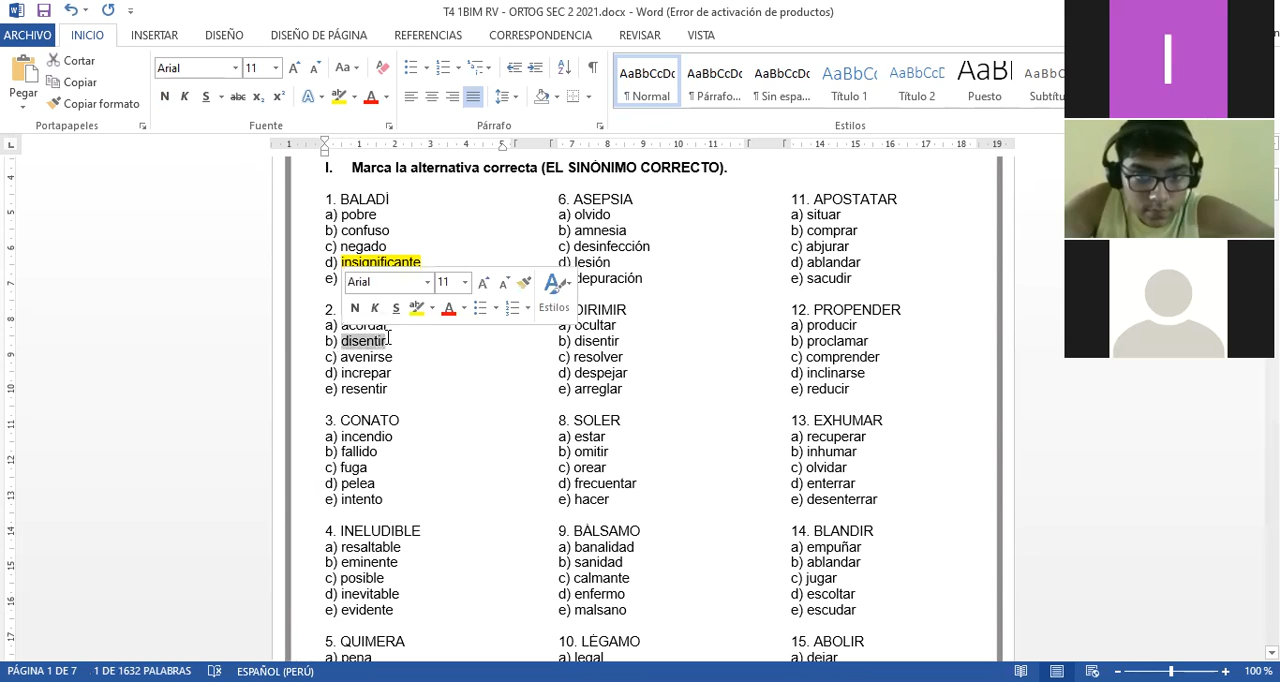 T4 1BIM RV - ORTOG SEC 2 2021.docx - Word (Error de activación de productos)
ARCHIVO INICIO INSERTAR DISEÑO DISEÑO DE PÁGINA REFERENCIAS CORRESPONDENCIA REVISAR VISTA
Pegar
Cortar
Copiar
Copiar formato
Portapapeles
Arial 11
Fuente
Párrafo
AaBbCcDc AaBbCcDc AaBbCcDc AaBbC AaBbCcD AaB
¶ Normal ¶ Párrafo... ¶ Sin espa... Título 1 Título 2 Puesto
Estilos
I
I. Marca la alternativa correcta (EL SINÓNIMO CORRECTO).
1. BALADÍ
a) pobre
b) confuso
c) negado
d) insignificante
e)
Arial 11
N K S
Estilos
2.
a) acordar
b) disentir
c) avenirse
d) increpar
e) resentir
3. CONATO
a) incendio
b) fallido
c) fuga
d) pelea
e) intento
4. INELUDIBLE
a) resaltable
b) eminente
c) posible
d) inevitable
e) evidente
5. QUIMERA
a) pena
6. ASEPSIA
a) olvido
b) amnesia
c) desinfección
d) lesión
depuración
DIRIMIR
a) ocultar
b) disentir
c) resolver
d) despejar
e) arreglar
8. SOLER
a) estar
b) omitir
c) orear
d) frecuentar
e) hacer
9. BÁLSAMO
a) banalidad
b) sanidad
c) calmante
d) enfermo
e) malsano
10. LÉGAMO
a) legal
11. APOSTATAR
a) situar
b) comprar
c) abjurar
d) ablandar
e) sacudir
12. PROPENDER
a) producir
b) proclamar
c) comprender
d) inclinarse
e) reducir
13. EXHUMAR
a) recuperar
b) inhumar
c) olvidar
d) enterrar
e) desenterrar
14. BLANDIR
a) empuñar
b) ablandar
c) jugar
d) escoltar
e) escudar
15. ABOLIR
a) dejar
PÁGINA 1 DE 7 1 DE 1632 PALABRAS ESPAÑOL (PERÚ) 100 %